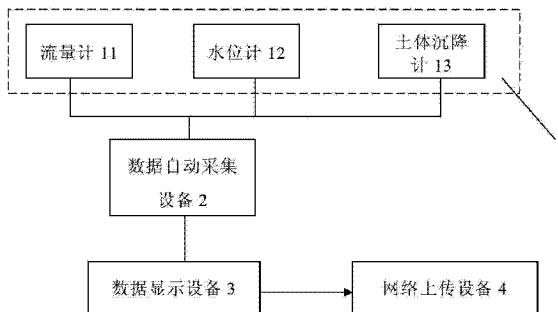 流量计 11
水位计 12
土体沉降
计 13
数据自动采集
设备 2
数据显示设备 3
网络上传设备 4